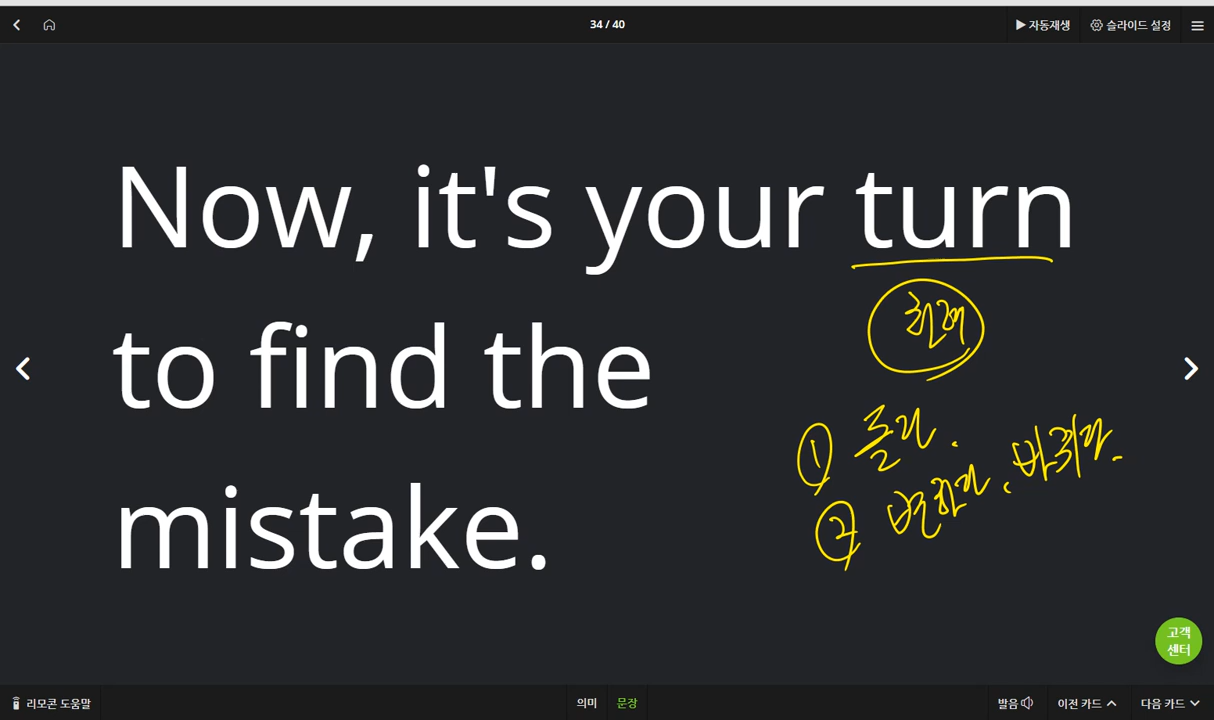 34 / 40
자동재생
슬라이드 설정
Now, it's your turn
to find the
mistake.
차례
① 돌다.
② 변하다, 바뀌다.
고객
센터
리모콘 도움말
의미
문장
발음
이전 카드
다음 카드